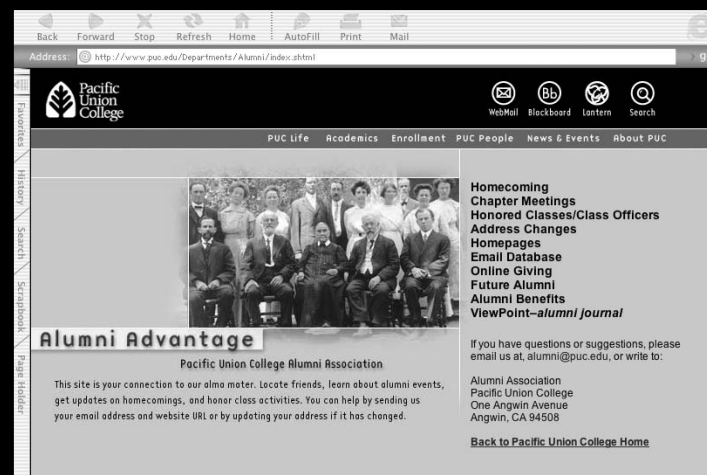 Back Forward Stop Refresh Home AutoFill Print Mail
Address: http://www.puc.edu/Departments/Alumni/index.shtml
Pacific
Union
College
WebMail Blackboard Lantern Search
PUC Life Academics Enrollment PUC People News & Events About PUC
Favorites
History
Search
Scrapbook
Page Holder
Alumni Advantage
Pacific Union College Alumni Association
This site is your connection to our alma mater. Locate friends, learn about alumni events,
get updates on homecomings, and honor class activities. You can help by sending us
your email address and website URL or by updating your address if it has changed.
Homecoming
Chapter Meetings
Honored Classes/Class Officers
Address Changes
Homepages
Email Database
Online Giving
Future Alumni
Alumni Benefits
ViewPoint–alumni journal
If you have questions or suggestions, please
email us at, alumni@puc.edu, or write to:
Alumni Association
Pacific Union College
One Angwin Avenue
Angwin, CA 94508
Back to Pacific Union College Home